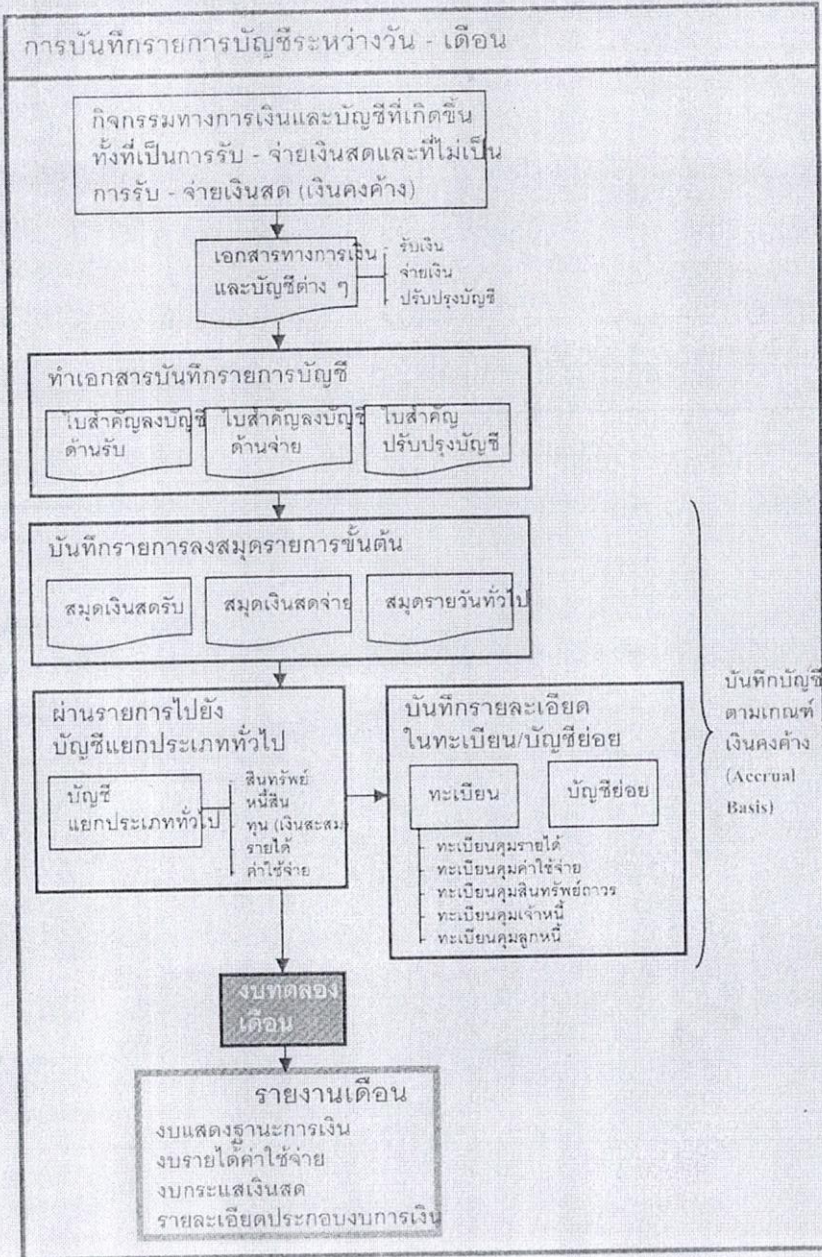 การบันทึกรายการบัญชีระหว่างวัน - เดือน
กิจกรรมทางการเงินและบัญชีที่เกิดขึ้น
ทั้งที่เป็นการรับ - จ่ายเงินสดและที่ไม่เป็น
การรับ - จ่ายเงินสด (เงินคงค้าง)
เอกสารทางการเงิน
และบัญชีต่าง ๆ
รับเงิน
จ่ายเงิน
ปรับปรุงบัญชี
ทำเอกสารบันทึกรายการบัญชี
ใบสำคัญลงบัญชี
ด้านรับ
ใบสำคัญลงบัญชี
ด้านจ่าย
ใบสำคัญ
ปรับปรุงบัญชี
บันทึกรายการลงสมุดรายการขั้นต้น
สมุดเงินสดรับ
สมุดเงินสดจ่าย
สมุดรายวันทั่วไป
ผ่านรายการไปยัง
บัญชีแยกประเภททั่วไป
บัญชี
แยกประเภททั่วไป
สินทรัพย์
หนี้สิน
ทุน (เงินสะสม)
รายได้
ค่าใช้จ่าย
บันทึกรายละเอียด
ในทะเบียน/บัญชีย่อย
ทะเบียน
บัญชีย่อย
ทะเบียนคุมรายได้
ทะเบียนคุมค่าใช้จ่าย
ทะเบียนคุมสินทรัพย์ถาวร
ทะเบียนคุมเจ้าหนี้
ทะเบียนคุมลูกหนี้
บันทึกบัญชี
ตามเกณฑ์
เงินคงค้าง
(Accrual
Basis)
งบทดลอง
เดือน
รายงานเดือน
งบแสดงฐานะการเงิน
งบรายได้ค่าใช้จ่าย
งบกระแสเงินสด
รายละเอียดประกอบงบการเงิน